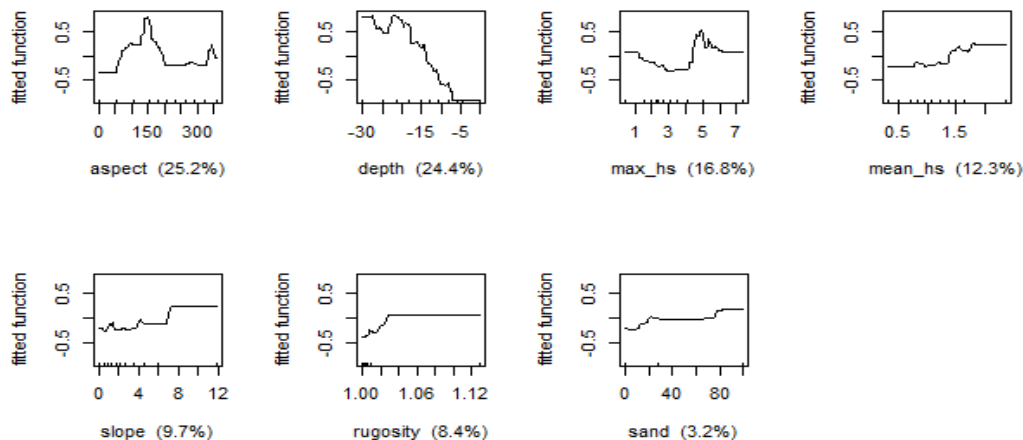 fitted function
0.5
-0.5
0 150 300
aspect (25.2%)
fitted function
0.5
-0.5
-30 -15 -5
depth (24.4%)
fitted function
0.5
-0.5
1 3 5 7
max_hs (16.8%)
fitted function
0.5
-0.5
0.5 1.5
mean_hs (12.3%)
fitted function
0.5
-0.5
0 4 8 12
slope (9.7%)
fitted function
0.5
-0.5
1.00 1.06 1.12
rugosity (8.4%)
fitted function
0.5
-0.5
0 40 80
sand (3.2%)